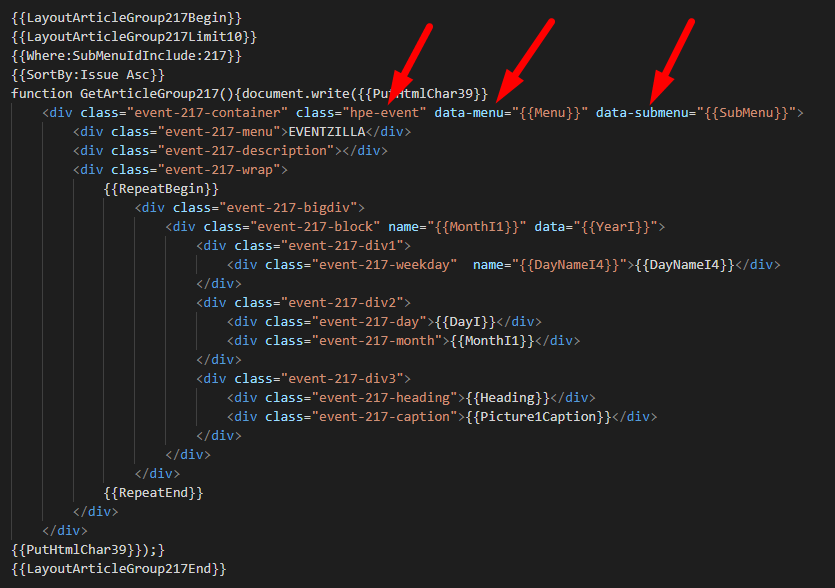 {{LayoutArticleGroup217Begin}}
{{LayoutArticleGroup217Limit10}}
{{Where:SubMenuIdInclude:217}}
{{SortBy:Issue Asc}}
function GetArticleGroup217(){document.write({{PutHtmlChar39}}
<div class="event-217-container" class="hpe-event" data-menu="{{Menu}}" data-submenu="{{SubMenu}}">
<div class="event-217-menu">EVENTZILLA</div>
<div class="event-217-description"></div>
<div class="event-217-wrap">
{{RepeatBegin}}
<div class="event-217-bigdiv">
<div class="event-217-block" name="{{MonthI1}}" data="{{YearI}}">
<div class="event-217-div1">
<div class="event-217-weekday"  name="{{DayNameI4}}">{{DayNameI4}}</div>
</div>
<div class="event-217-div2">
<div class="event-217-day">{{DayI}}</div>
<div class="event-217-month">{{MonthI1}}</div>
</div>
<div class="event-217-div3">
<div class="event-217-heading">{{Heading}}</div>
<div class="event-217-caption">{{Picture1Caption}}</div>
</div>
</div>
</div>
{{RepeatEnd}}
</div>
</div>
{{PutHtmlChar39}});}
{{LayoutArticleGroup217End}}